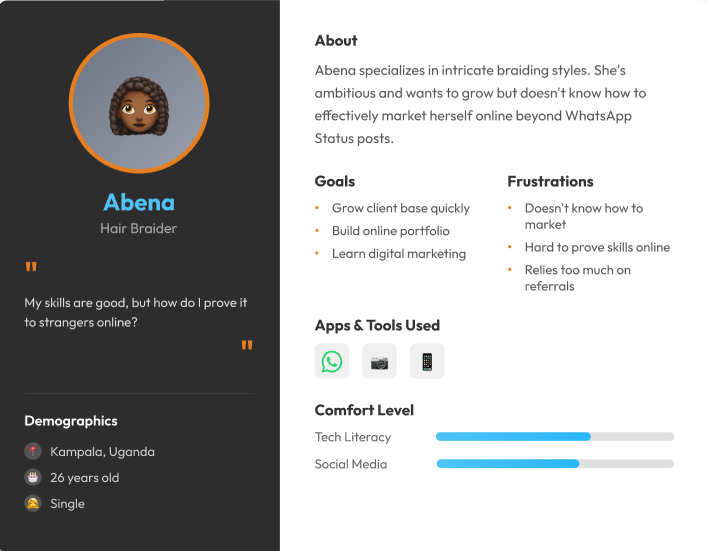 Abena
Hair Braider
"
My skills are good, but how do I prove it
to strangers online?
"
Demographics
Kampala, Uganda
26 years old
Single
About
Abena specializes in intricate braiding styles. She's
ambitious and wants to grow but doesn't know how to
effectively market herself online beyond WhatsApp
Status posts.
Goals
• Grow client base quickly
• Build online portfolio
• Learn digital marketing
Frustrations
• Doesn't know how to
market
• Hard to prove skills online
• Relies too much on
referrals
Apps & Tools Used
Comfort Level
Tech Literacy
Social Media